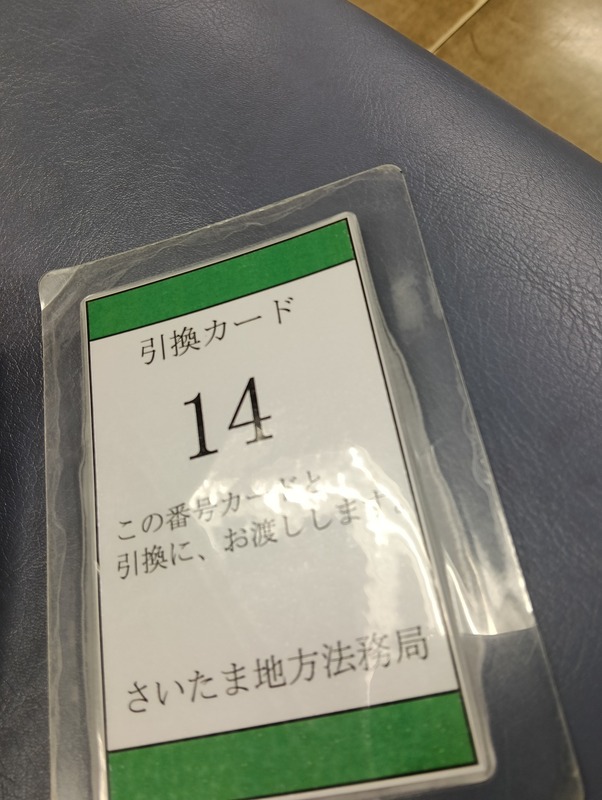 引換カード
14
この番号カードと
引換に、お渡しします。
さいたま地方法務局